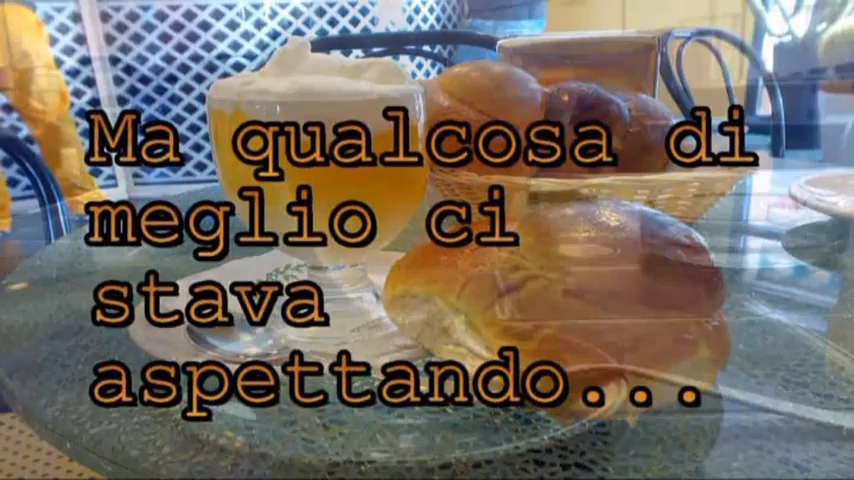 Ma qualcosa di
meglio ci
stava
aspettando...